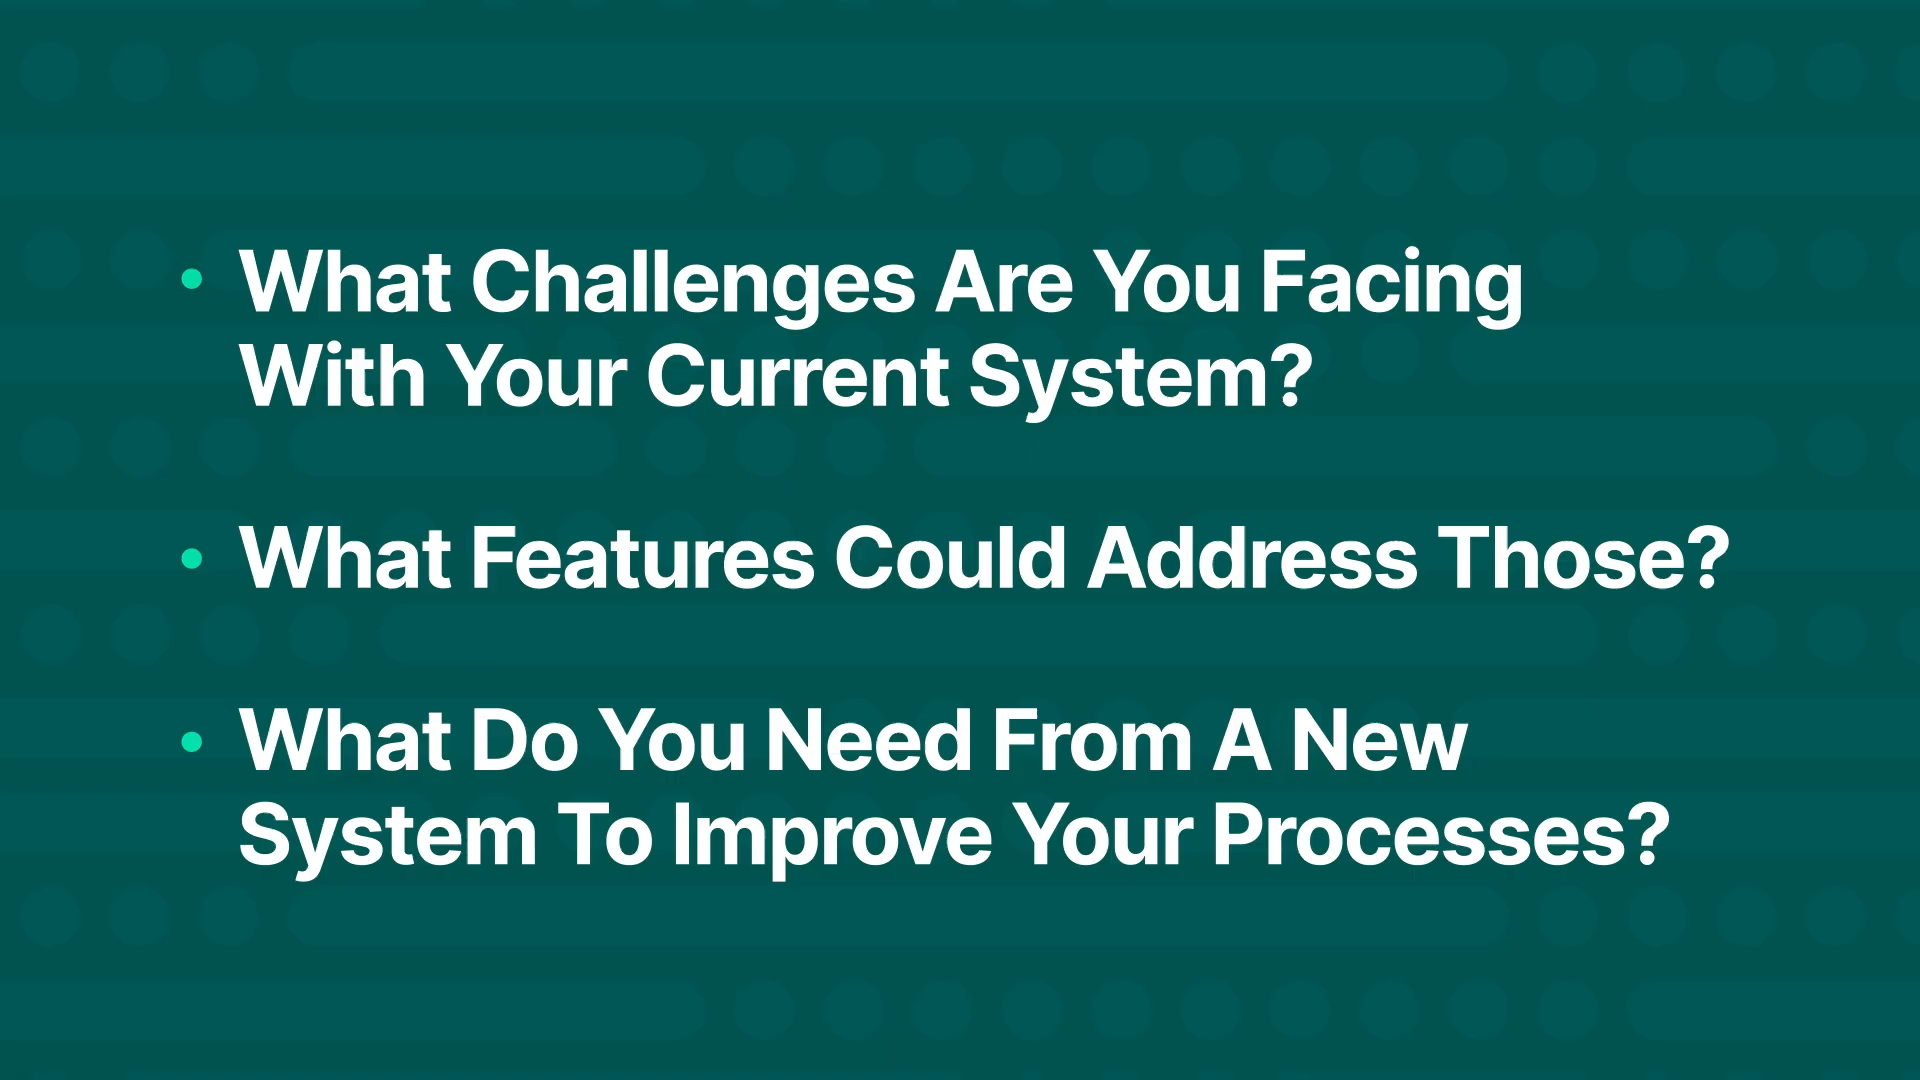 • What Challenges Are You Facing
With Your Current System?
• What Features Could Address Those?
• What Do You Need From A New
System To Improve Your Processes?